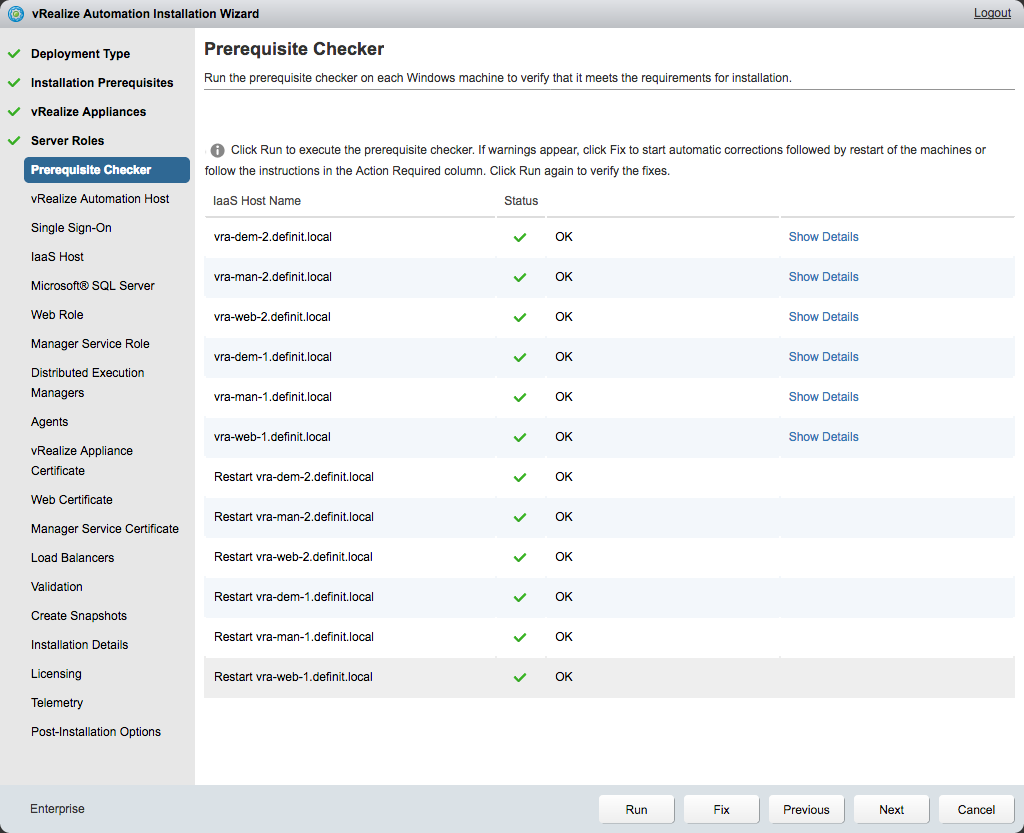 vRealize Automation Installation Wizard
Logout
Deployment Type
Installation Prerequisites
vRealize Appliances
Server Roles
Prerequisite Checker
vRealize Automation Host
Single Sign-On
IaaS Host
Microsoft® SQL Server
Web Role
Manager Service Role
Distributed Execution
Managers
Agents
vRealize Appliance
Certificate
Web Certificate
Manager Service Certificate
Load Balancers
Validation
Create Snapshots
Installation Details
Licensing
Telemetry
Post-Installation Options
Prerequisite Checker
Run the prerequisite checker on each Windows machine to verify that it meets the requirements for installation.
Click Run to execute the prerequisite checker. If warnings appear, click Fix to start automatic corrections followed by restart of the machines or
follow the instructions in the Action Required column. Click Run again to verify the fixes.
IaaS Host Name Status
vra-dem-2.definit.local OK Show Details
vra-man-2.definit.local OK Show Details
vra-web-2.definit.local OK Show Details
vra-dem-1.definit.local OK Show Details
vra-man-1.definit.local OK Show Details
vra-web-1.definit.local OK Show Details
Restart vra-dem-2.definit.local OK
Restart vra-man-2.definit.local OK
Restart vra-web-2.definit.local OK
Restart vra-dem-1.definit.local OK
Restart vra-man-1.definit.local OK
Restart vra-web-1.definit.local OK
Enterprise
Run Fix Previous Next Cancel